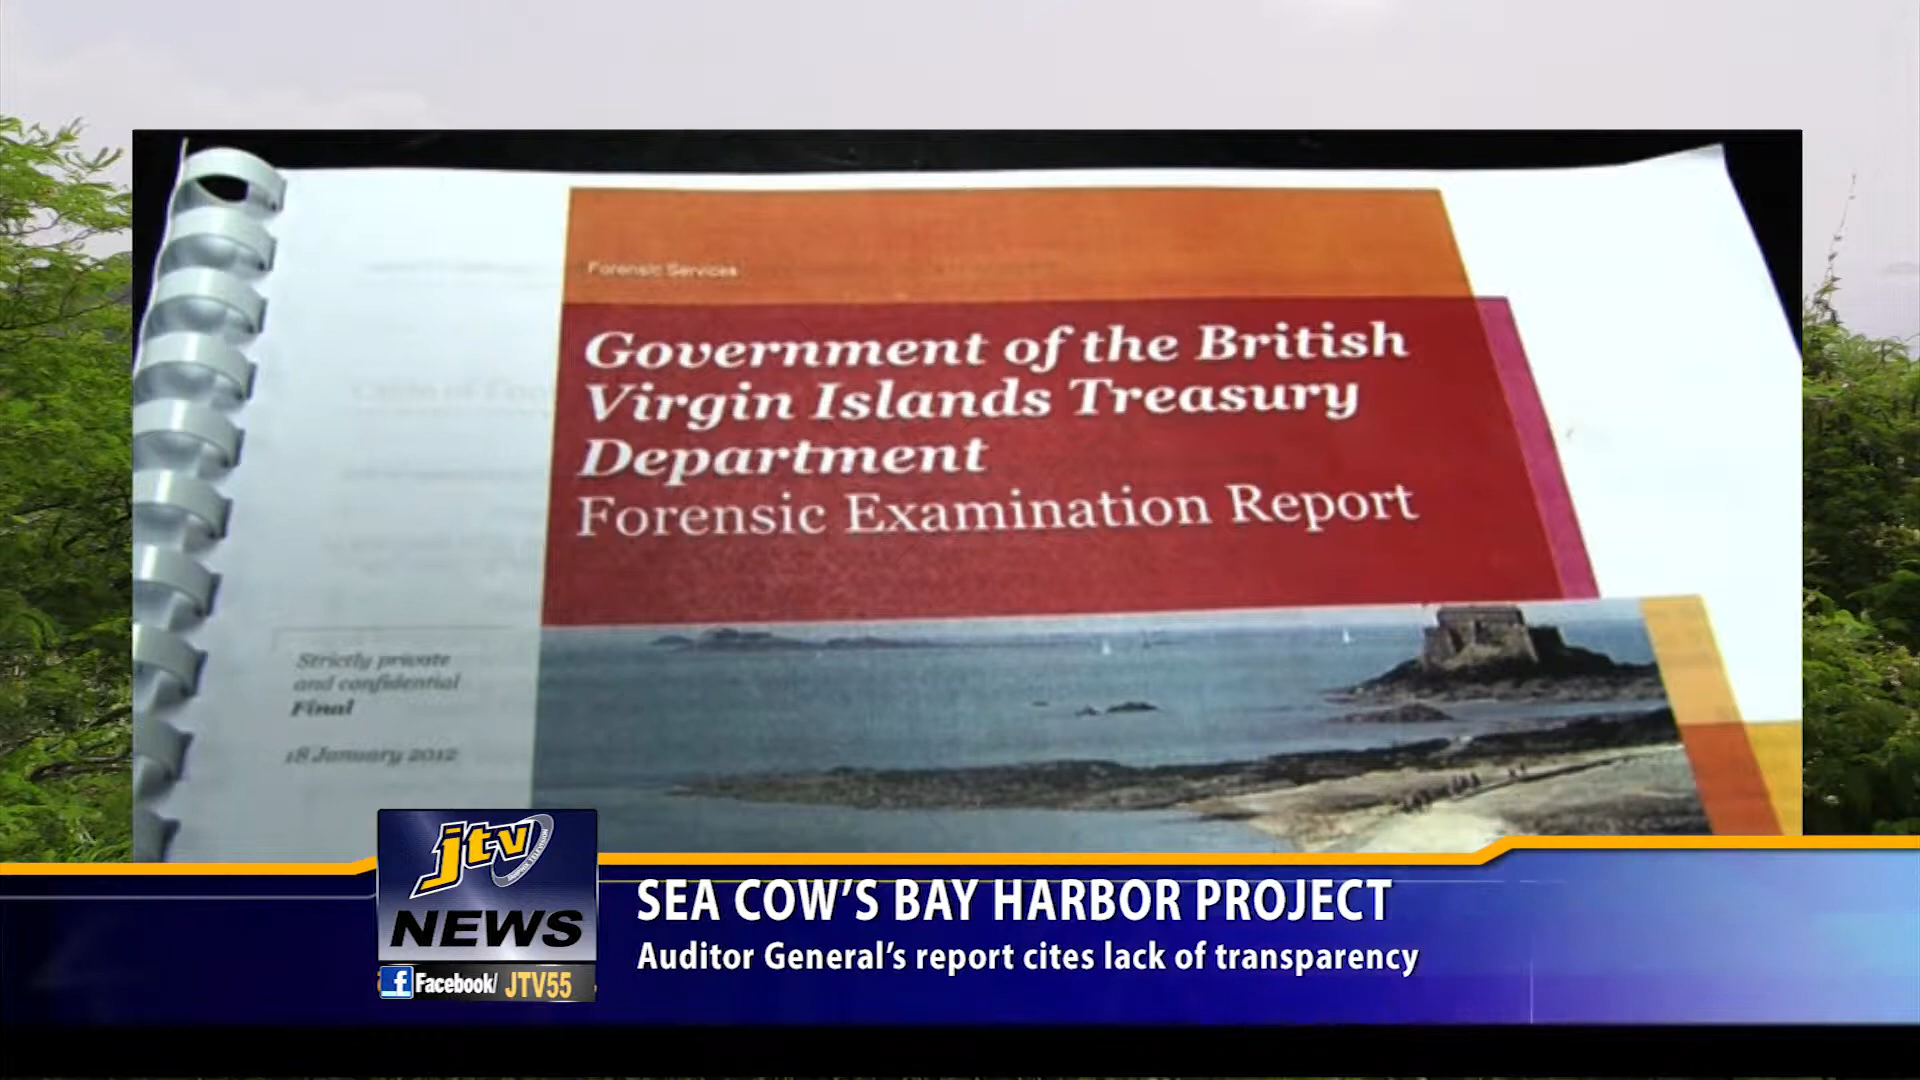 Forensic Services
Government of the British
Virgin Islands Treasury
Department
Forensic Examination Report
Strictly private
and confidential
Final
18 January 2012
jtv
NEWS
Facebook/ JTV55
SEA COW’S BAY HARBOR PROJECT
Auditor General’s report cites lack of transparency